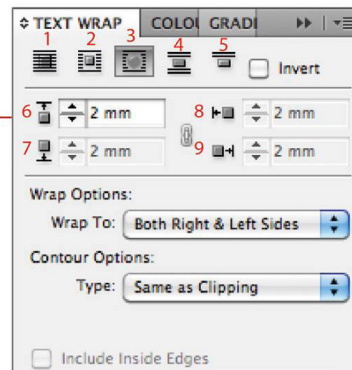 TEXT WRAP COLOU GRADI
1 2 3 4 5
Invert
6 2 mm 8 2 mm
7 2 mm 9 2 mm
Wrap Options:
Wrap To: Both Right & Left Sides
Contour Options:
Type: Same as Clipping
Include Inside Edges